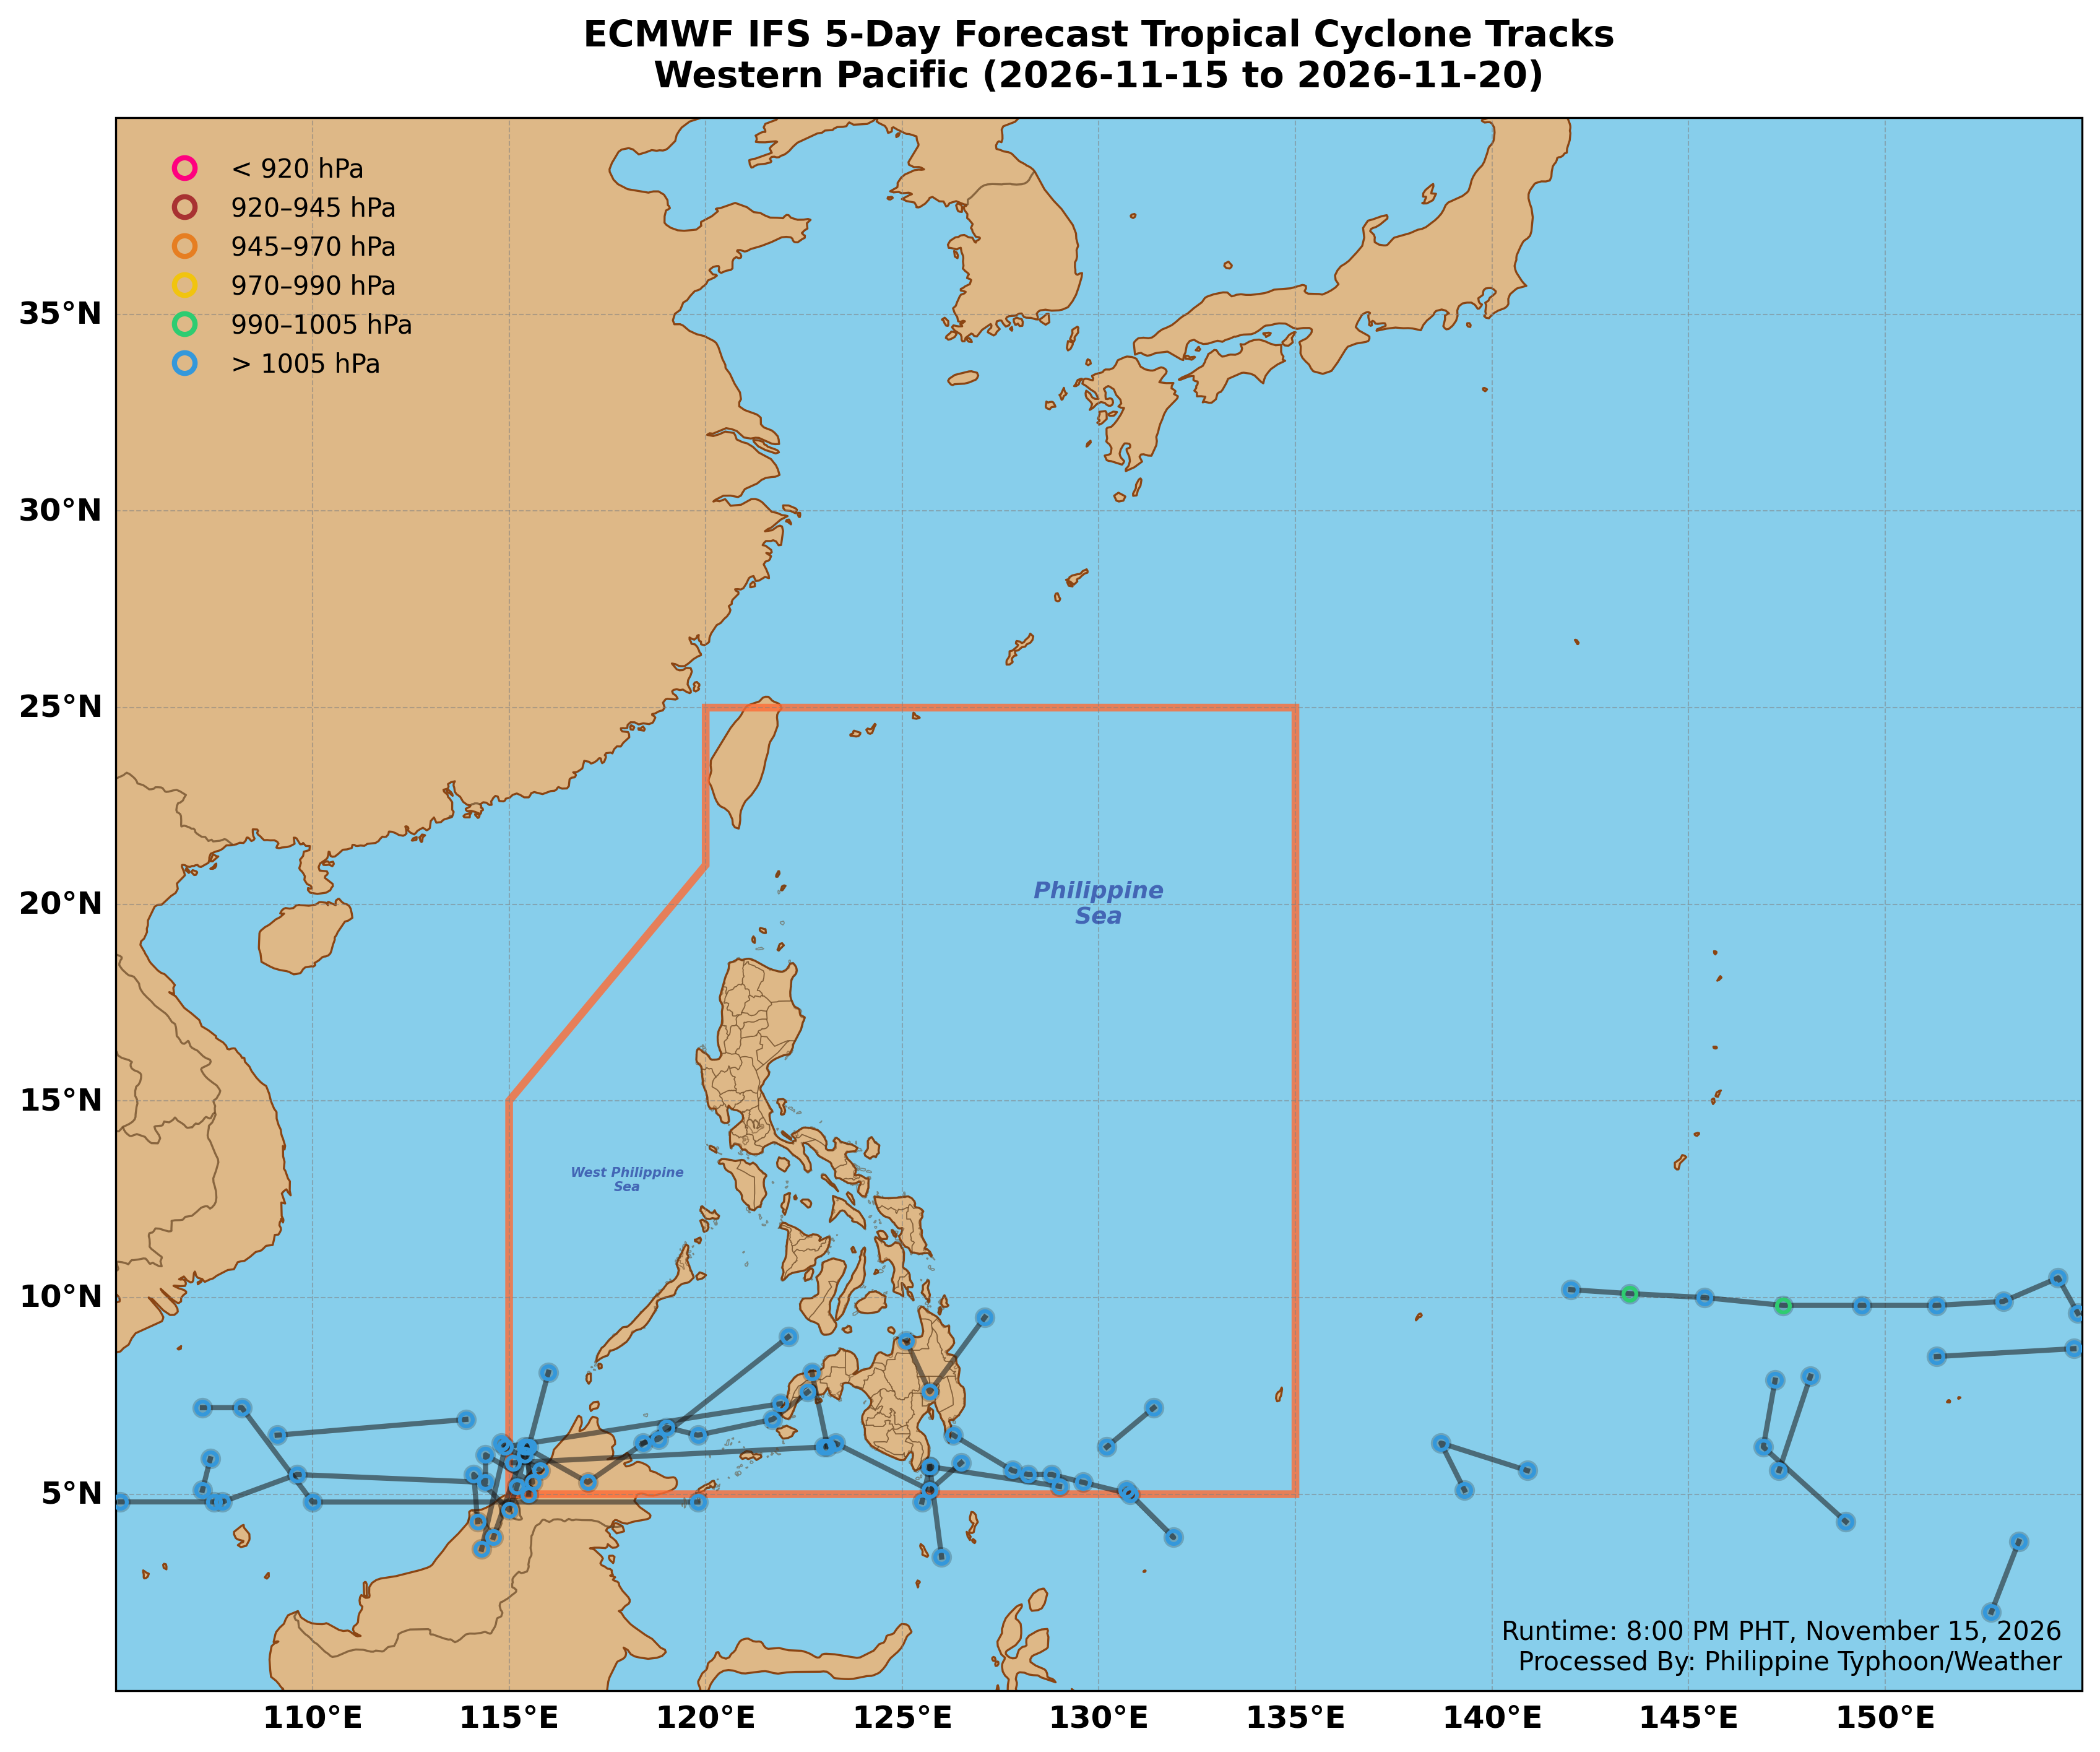 ECMWF IFS 5-Day Forecast Tropical Cyclone Tracks
Western Pacific (2026-11-15 to 2026-11-20)
< 920 hPa
920–945 hPa
945–970 hPa
970–990 hPa
990–1005 hPa
> 1005 hPa
35°N
30°N
25°N
20°N
15°N
10°N
5°N
Philippine
Sea
West Philippine
Sea
Runtime: 8:00 PM PHT, November 15, 2026
Processed By: Philippine Typhoon/Weather
110°E
115°E
120°E
125°E
130°E
135°E
140°E
145°E
150°E